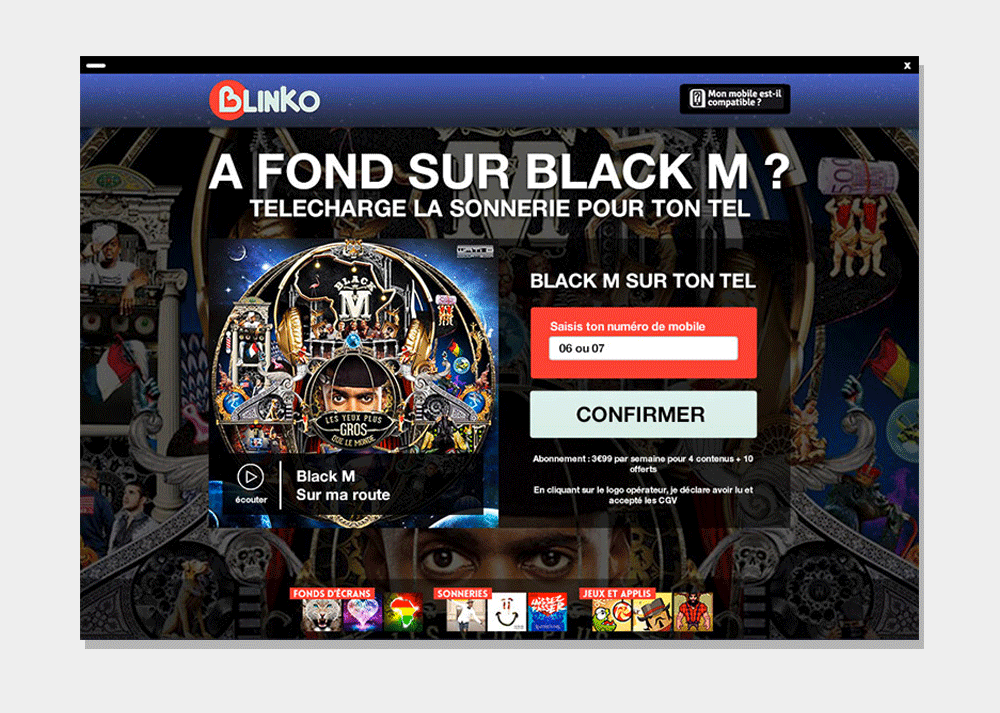 x
BLINKO
Mon mobile est-il
compatible ?
A FOND SUR BLACK M ?
TELECHARGE LA SONNERIE POUR TON TEL
BLACK
M
LES YEUX PLUS
GROS
QUE LE MONDE
écouter
Black M
Sur ma route
BLACK M SUR TON TEL
Saisis ton numéro de mobile
06 ou 07
CONFIRMER
Abonnement : 3€99 par semaine pour 4 contenus + 10
offerts
En cliquant sur le logo opérateur, je déclare avoir lu et
accepté les CGV
FONDS D'ÉCRANS
SONNERIES
JEUX ET APPLIS